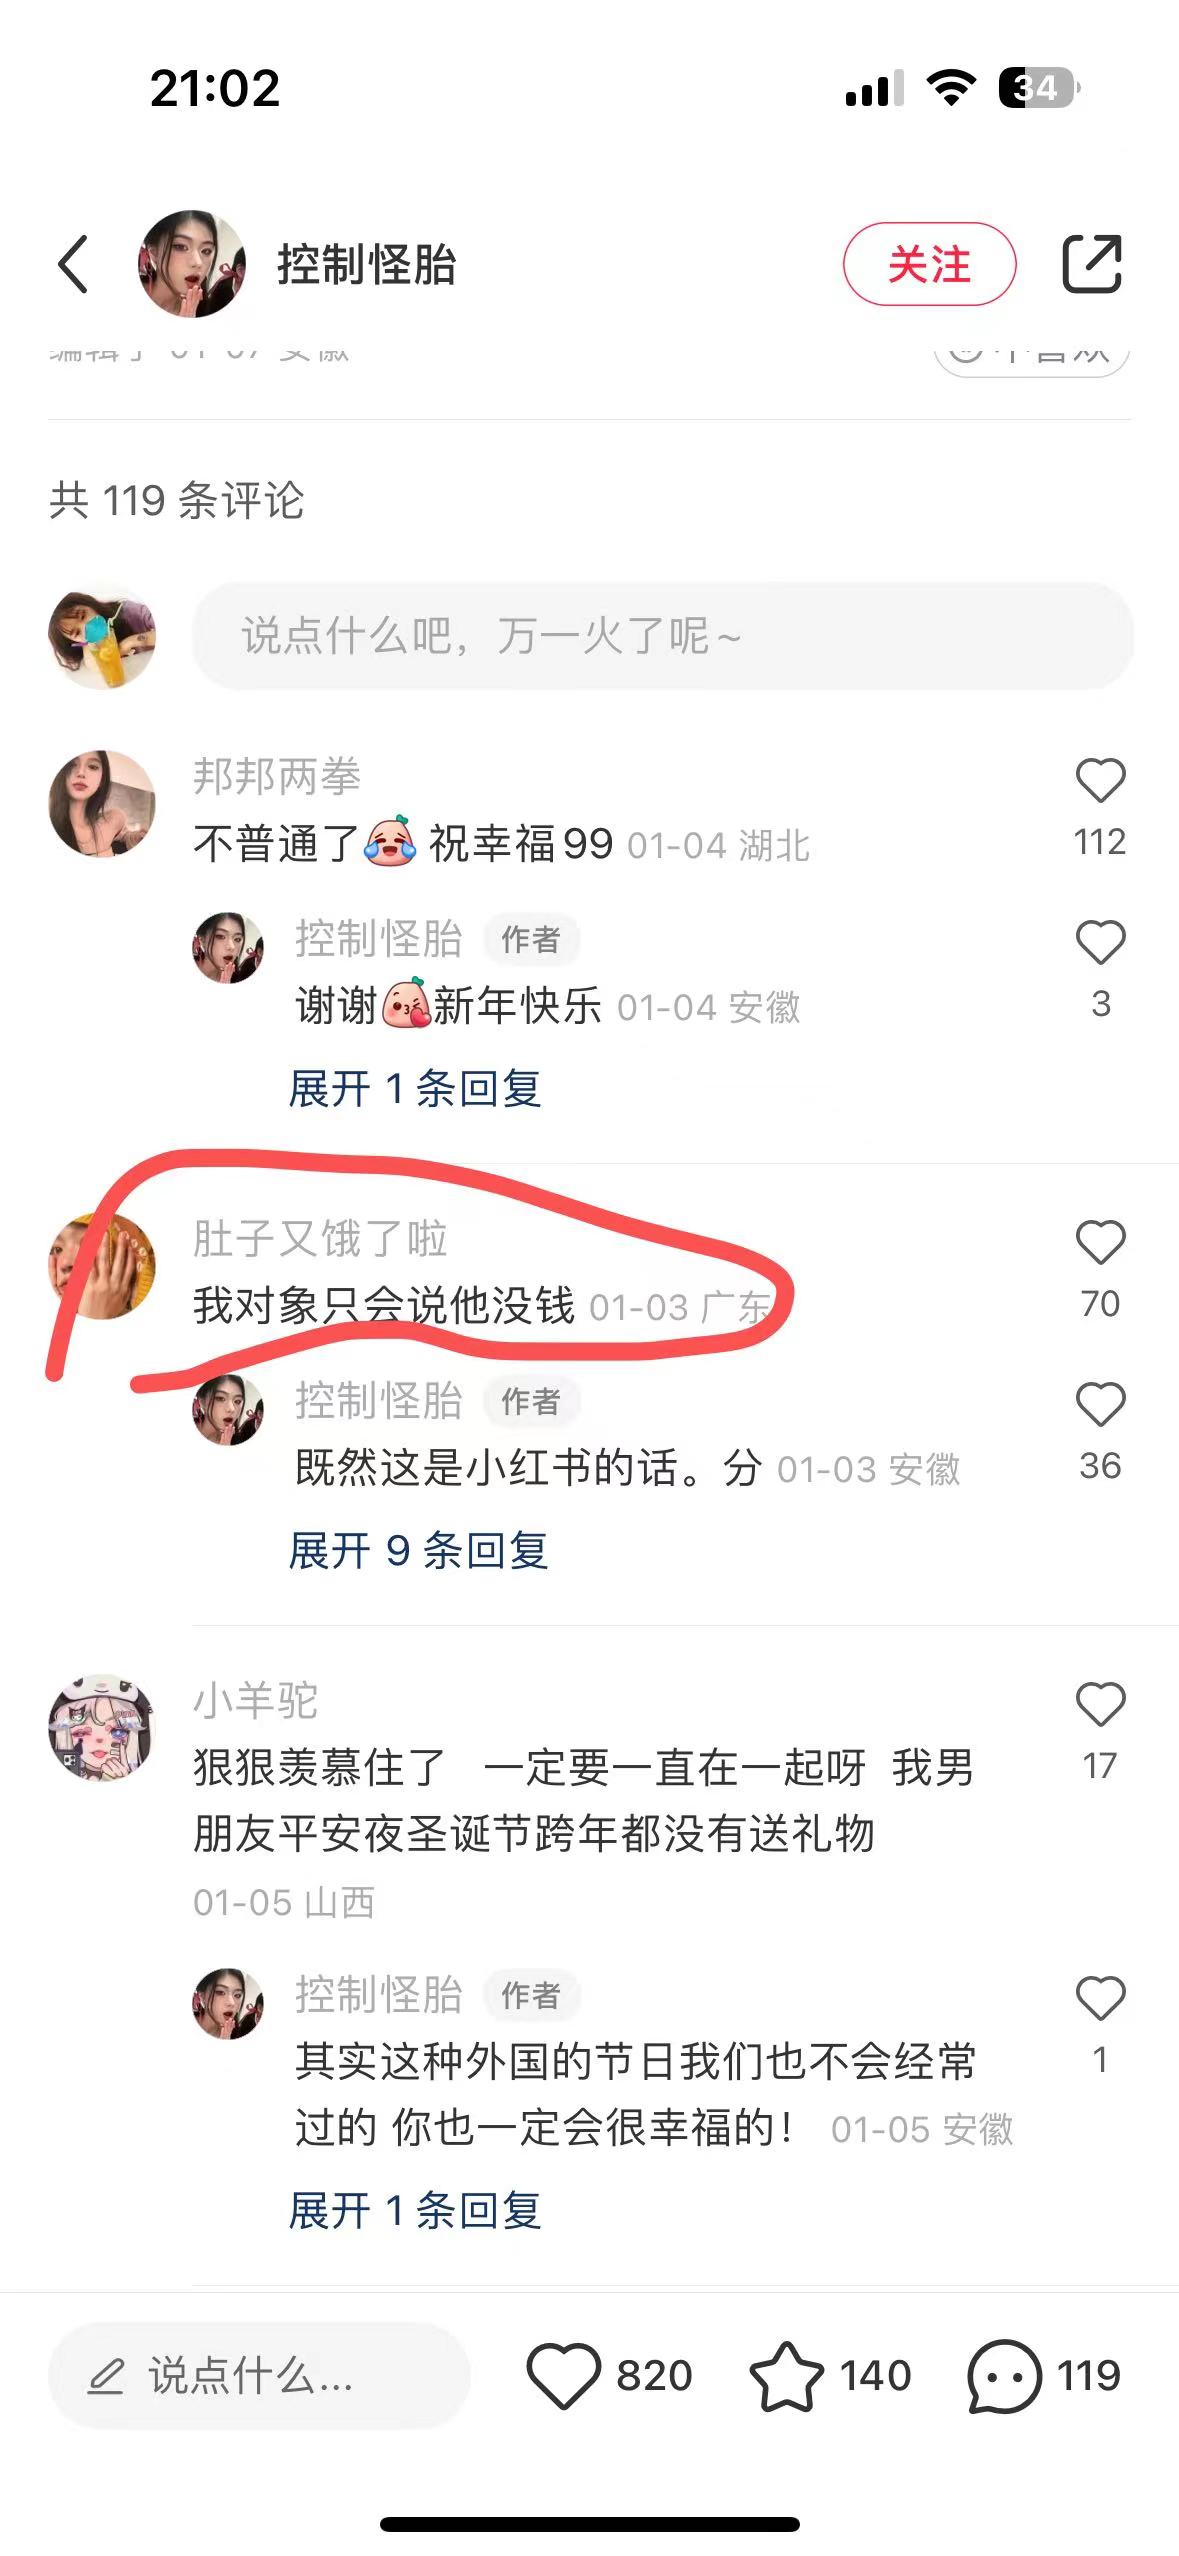 21:02
34
控制怪胎
关注
编辑于 01-07 安徽
不喜欢
共 119 条评论
说点什么吧，万一火了呢~
邦邦两拳
不普通了 祝幸福99 01-04 湖北
112
控制怪胎 作者
谢谢 新年快乐 01-04 安徽
3
展开 1 条回复
肚子又饿了啦
我对象只会说他没钱 01-03 广东
70
控制怪胎 作者
既然这是小红书的话。分 01-03 安徽
36
展开 9 条回复
小羊驼
狠狠羡慕住了 一定要一直在一起呀 我男
朋友平安夜圣诞节跨年都没有送礼物
17
01-05 山西
控制怪胎 作者
其实这种外国的节日我们也不会经常
过的 你也一定会很幸福的！ 01-05 安徽
1
展开 1 条回复
说点什么...
820
140
119